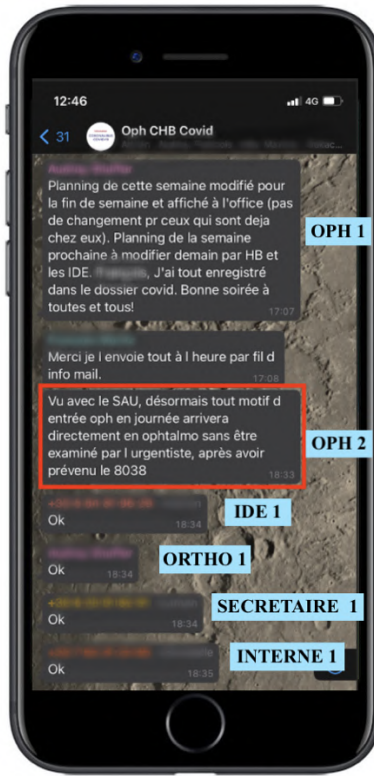 12:46
4G
31
Oph CHB Covid
Planning de cette semaine modifié pour
la fin de semaine et affiché à l'office (pas
de changement pr ceux qui sont deja
chez eux). Planning de la semaine
prochaine à modifier demain par HB et
les IDE. , J'ai tout enregistré
dans le dossier covid. Bonne soirée à
toutes et tous!
17:07
OPH 1
Merci je l envoie tout à l heure par fil d
info mail.
17:08
Vu avec le SAU, désormais tout motif d
entrée oph en journée arrivera
directement en ophtalmo sans être
examiné par l urgentiste, après avoir
prévenu le 8038
18:33
OPH 2
Ok
18:34
IDE 1
Ok
18:34
ORTHO 1
Ok
18:34
SECRETAIRE 1
Ok
18:35
INTERNE 1